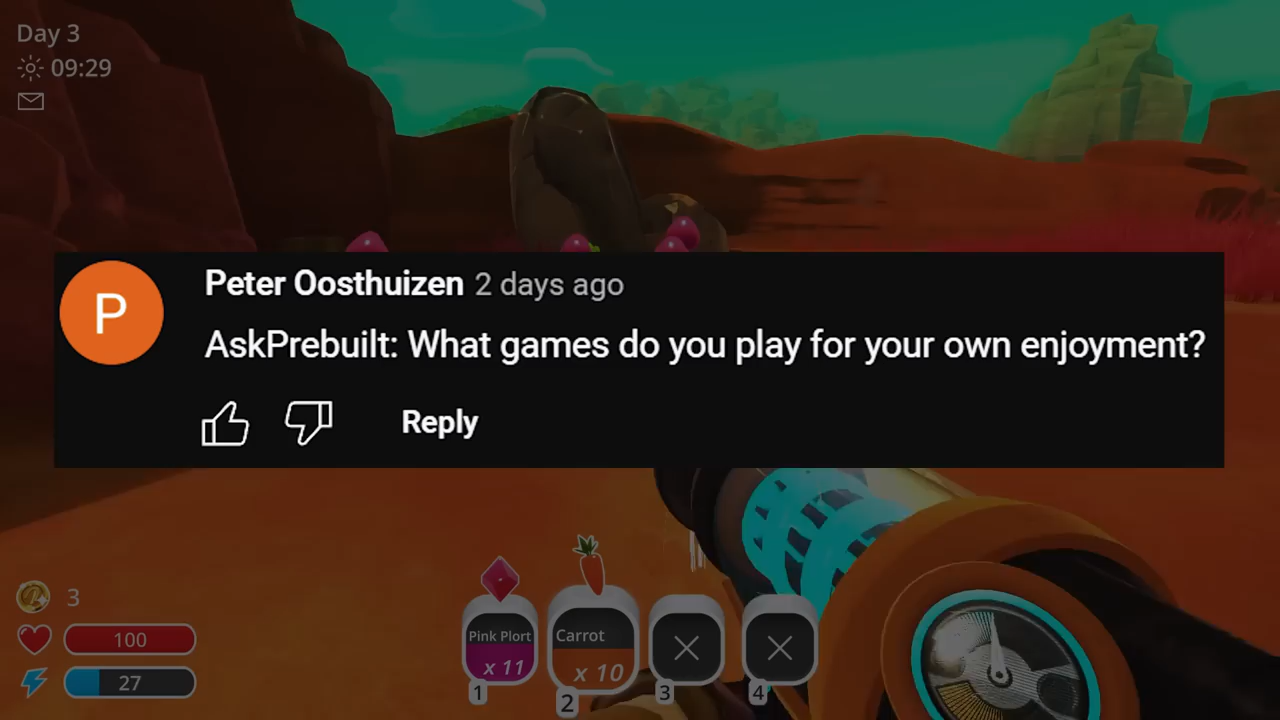 Day 3
09:29
Peter Oosthuizen 2 days ago
AskPrebuilt: What games do you play for your own enjoyment?
P
Reply
3
100
27
Pink Plort
x 11
1
Carrot
x 10
2
3
4